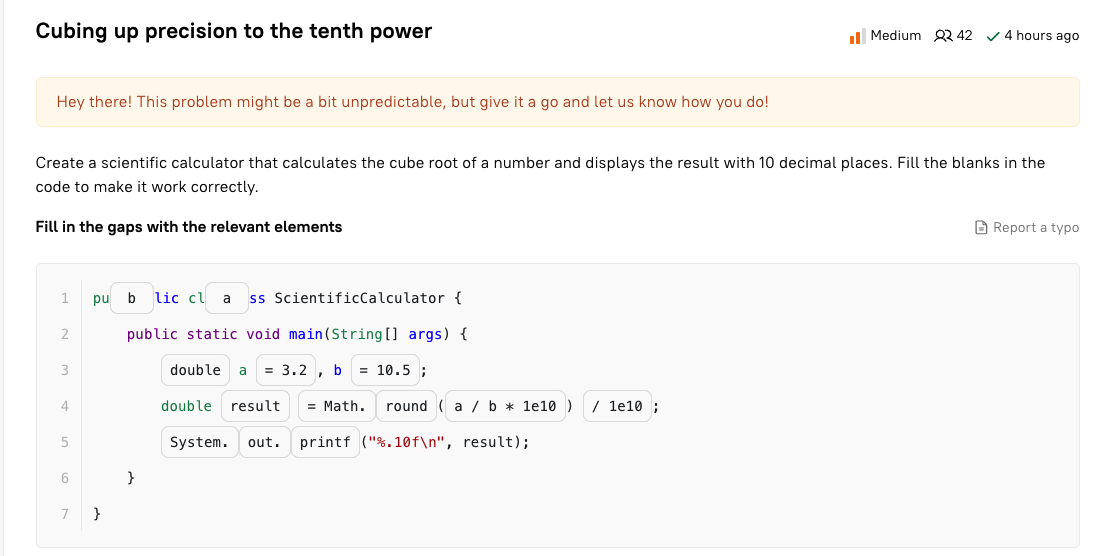 Cubing up precision to the tenth power
Medium 42 4 hours ago
Hey there! This problem might be a bit unpredictable, but give it a go and let us know how you do!
Create a scientific calculator that calculates the cube root of a number and displays the result with 10 decimal places. Fill the blanks in the
code to make it work correctly.
Fill in the gaps with the relevant elements
Report a typo
1 pu b lic cl a ss ScientificCalculator {
2 public static void main(String[] args) {
3 double a = 3.2 , b = 10.5 ;
4 double result = Math. round ( a / b * 1e10 ) / 1e10 ;
5 System. out. printf ("%.10f\n", result);
6 }
7 }